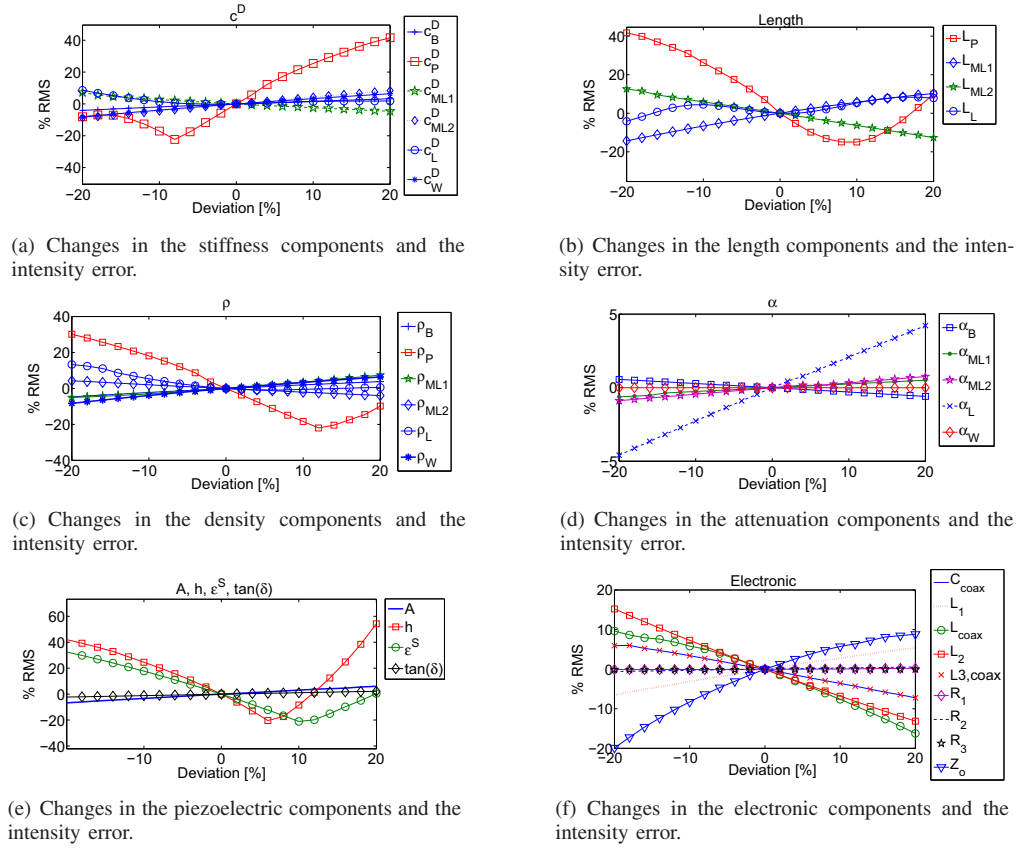 c^D
% RMS
40
20
0
−20
−40
−20
−10
0
10
20
Deviation [%]
c^D_B
c^D_P
c^D_ML1
c^D_ML2
c^D_L
c^D_W
(a) Changes in the stiffness components and the
intensity error.
Length
% RMS
40
20
0
−20
−20
−10
0
10
20
Deviation [%]
L_P
L_ML1
L_ML2
L_L
(b) Changes in the length components and the inten-
sity error.
ρ
% RMS
40
20
0
−20
−40
−20
−10
0
10
20
Deviation [%]
ρ_B
ρ_P
ρ_ML1
ρ_ML2
ρ_L
ρ_W
(c) Changes in the density components and the
intensity error.
α
% RMS
5
0
−5
−20
−10
0
10
20
Deviation [%]
α_B
α_ML1
α_ML2
α_L
α_W
(d) Changes in the attenuation components and the
intensity error.
A, h, ε^S, tan(δ)
% RMS
60
40
20
0
−20
−40
−10
0
10
20
Deviation [%]
A
h
ε^S
tan(δ)
(e) Changes in the piezoelectric components and the
intensity error.
Electronic
% RMS
20
10
0
−10
−20
−20
−10
0
10
20
Deviation [%]
C_coax
L_1
L_coax
L_2
L3,coax
R_1
R_2
R_3
Z_o
(f) Changes in the electronic components and the
intensity error.